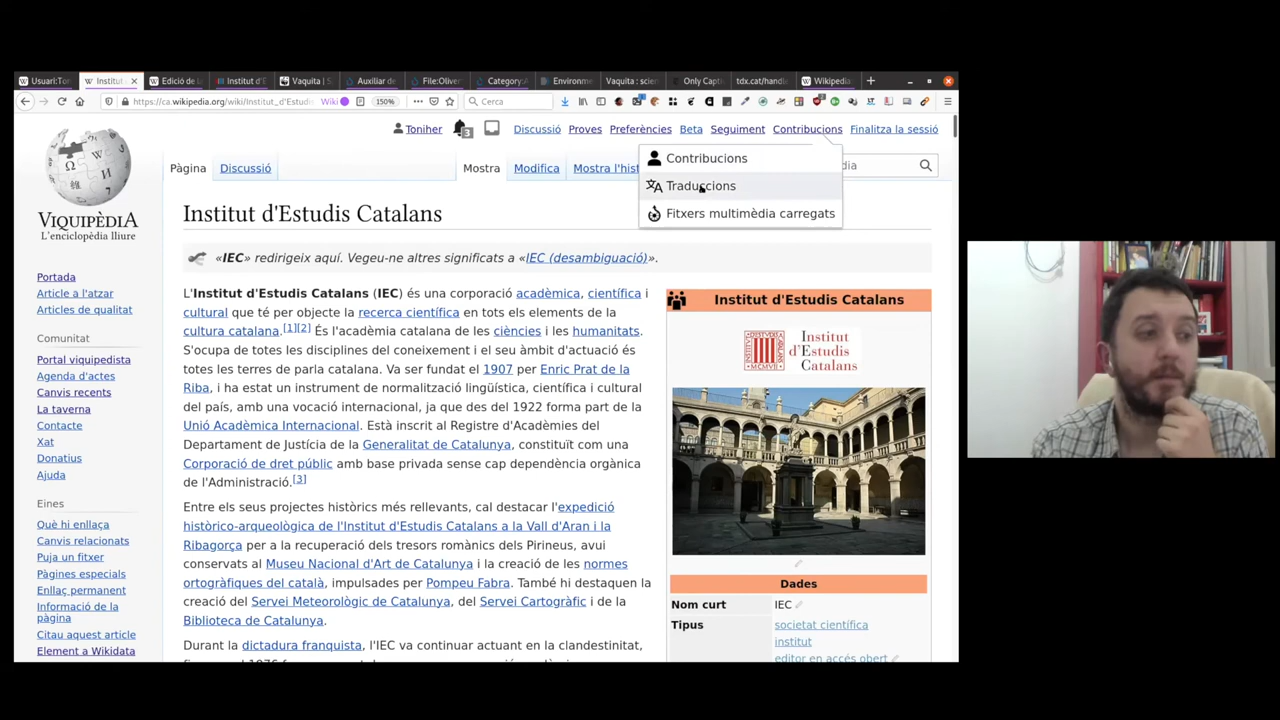 Usuari:Tor
Institu
Edició de
Institut d'E
Vaquita | S
Auxiliar de
File:Oliver
Category:
Environme
Vaquita : scien
Only Capt
tdx.cat/handle
Wikipedia
https://ca.wikipedia.org/wiki/Institut_d'Estudi
Wiki
150%
Cerca
Toniher
3
Discussió
Proves
Preferències
Beta
Seguiment
Contribucions
Finalitza la sessió
Contribucions
Traduccions
Fitxers multimèdia carregats
Pàgina
Discussió
Mostra
Modifica
Mostra l'hist
VIQUIPÈDIA
L'enciclopèdia lliure
Portada
Article a l'atzar
Articles de qualitat
Comunitat
Portal viquipedista
Agenda d'actes
Canvis recents
La taverna
Contacte
Xat
Donatius
Ajuda
Eines
Què hi enllaça
Canvis relacionats
Puja un fitxer
Pàgines especials
Enllaç permanent
Informació de la
pàgina
Citau aquest article
Element a Wikidata
Institut d'Estudis Catalans
«IEC» redirigeix aquí. Vegeu-ne altres significats a «IEC (desambiguació)».
L'Institut d'Estudis Catalans (IEC) és una corporació acadèmica, científica i
cultural que té per objecte la recerca científica en tots els elements de la
cultura catalana.[1][2] És l'acadèmia catalana de les ciències i les humanitats.
S'ocupa de totes les disciplines del coneixement i el seu àmbit d'actuació és
totes les terres de parla catalana. Va ser fundat el 1907 per Enric Prat de la
Riba, i ha estat un instrument de normalització lingüística, científica i cultural
del país, amb una vocació internacional, ja que des del 1922 forma part de la
Unió Acadèmica Internacional. Està inscrit al Registre d'Acadèmies del
Departament de Justícia de la Generalitat de Catalunya, constituït com una
Corporació de dret públic amb base privada sense cap dependència orgànica
de l'Administració.[3]
Entre els seus projectes històrics més rellevants, cal destacar l'expedició
històrico-arqueològica de l'Institut d'Estudis Catalans a la Vall d'Aran i la
Ribagorça per a la recuperació dels tresors romànics dels Pirineus, avui
conservats al Museu Nacional d'Art de Catalunya i la creació de les normes
ortogràfiques del català, impulsades per Pompeu Fabra. També hi destaquen la
creació del Servei Meteorològic de Catalunya, del Servei Cartogràfic i de la
Biblioteca de Catalunya.
Durant la dictadura franquista, l'IEC va continuar actuant en la clandestinitat,
Institut d'Estudis Catalans
Institut
d'Estudis
Catalans
Dades
Nom curt
IEC
Tipus
societat científica
institut
editor en accés obert